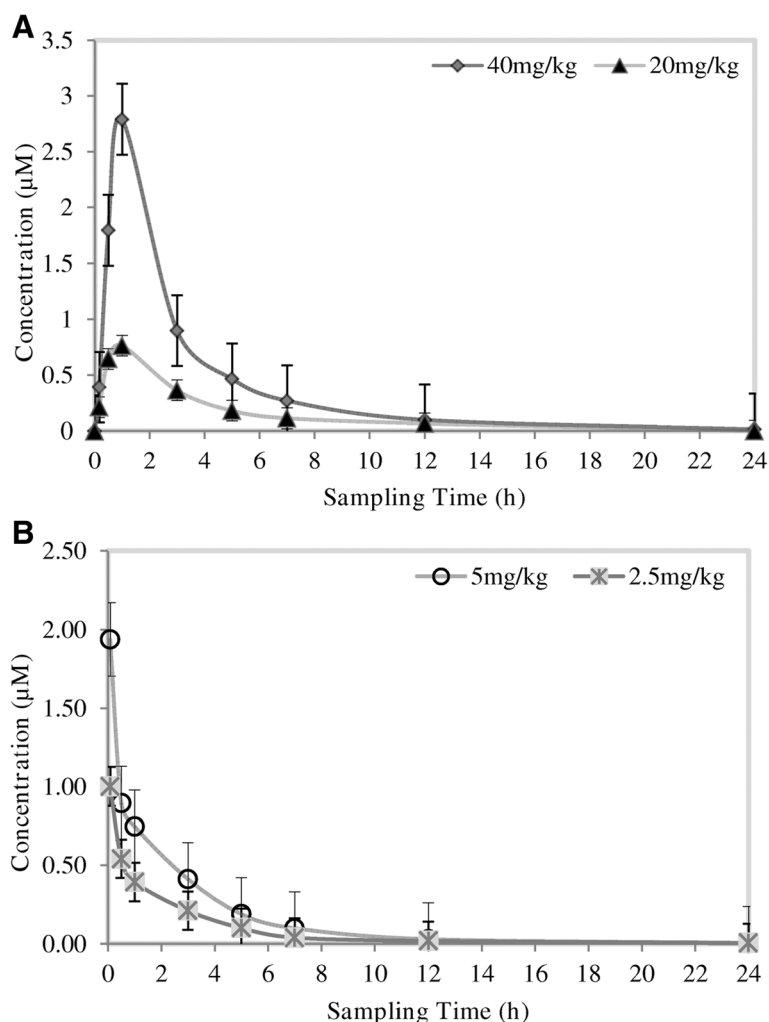 A
3.5
40mg/kg 20mg/kg
3
2.5
2
1.5
1
0.5
0
Concentration (μM)
0 2 4 6 8 10 12 14 16 18 20 22 24
Sampling Time (h)
B
2.50
5mg/kg 2.5mg/kg
2.00
1.50
1.00
0.50
0.00
Concentration (μM)
0 2 4 6 8 10 12 14 16 18 20 22 24
Sampling Time (h)